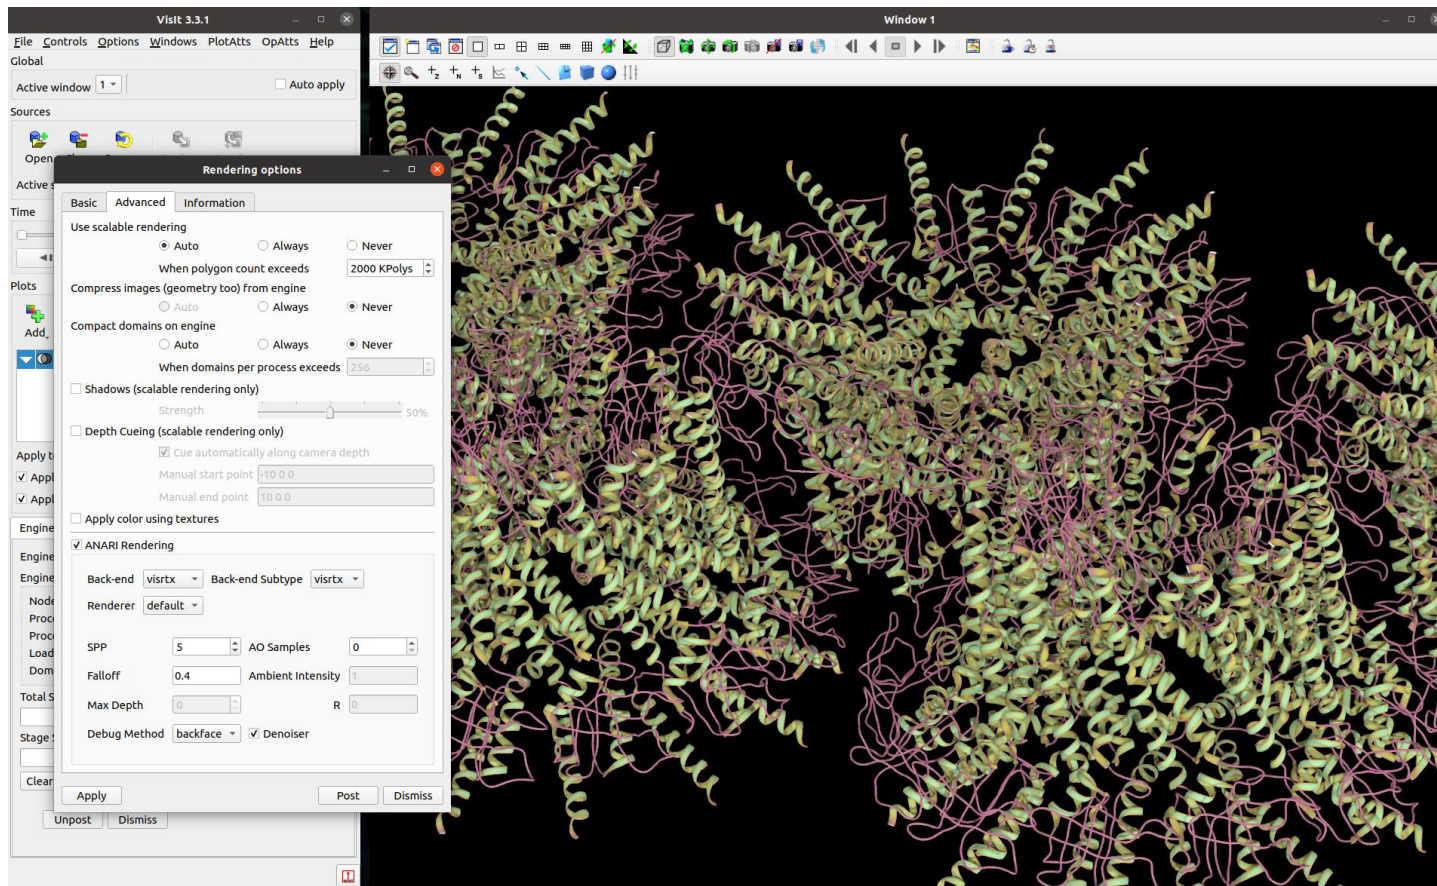 VisIt 3.3.1
File Controls Options Windows PlotAtts OpAtts Help
Global
Active window 1 Auto apply
Sources
Open
Active s
Time
Plots
Add
Apply t
Appl
Appl
Engine
Engine
Engine
Node
Proc
Proc
Load
Dom
Total S
Stage
Clear
Unpost Dismiss
Rendering options
Basic Advanced Information
Use scalable rendering
Auto Always Never
When polygon count exceeds 2000 KPolys
Compress images (geometry too) from engine
Auto Always Never
Compact domains on engine
Auto Always Never
When domains per process exceeds 256
Shadows (scalable rendering only)
Strength 50%
Depth Cueing (scalable rendering only)
Cue automatically along camera depth
Manual start point -10 0 0
Manual end point 10 0 0
Apply color using textures
ANARI Rendering
Back-end visrtx Back-end Subtype visrtx
Renderer default
SPP 5 AO Samples 0
Falloff 0.4 Ambient Intensity 1
Max Depth 0 R 0
Debug Method backface Denoiser
Apply Post Dismiss
Window 1